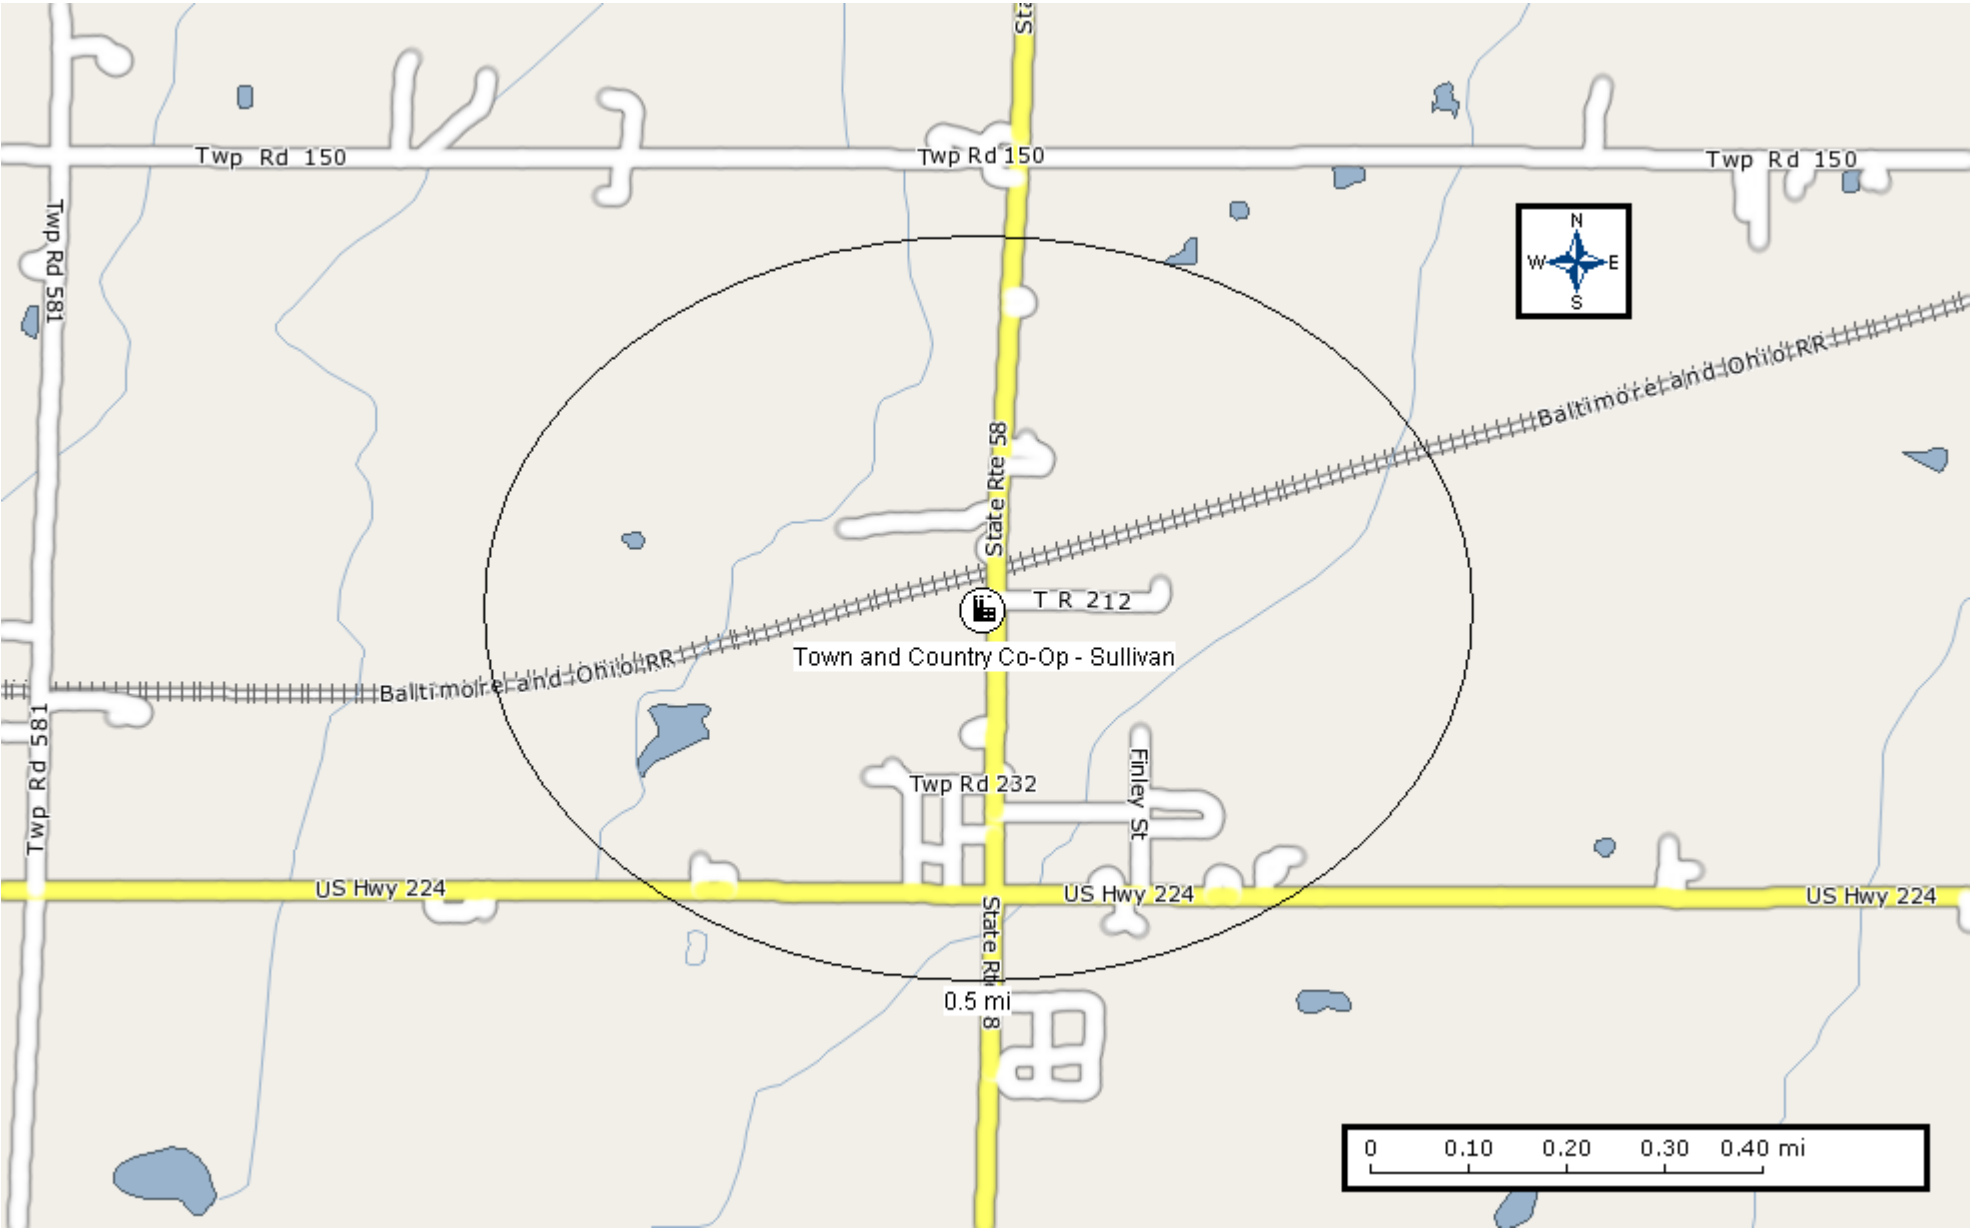 Sta
Twp Rd 150
Twp Rd 150
Twp Rd 150
Twp Rd 581
N
W E
S
Baltimore and Ohio RR
State Rte 58
T R 212
Town and Country Co-Op - Sullivan
Baltimore and Ohio RR
Twp Rd 581
Finley St
Twp Rd 232
US Hwy 224
US Hwy 224
US Hwy 224
State Rt 8
0.5 mi
0 0.10 0.20 0.30 0.40 mi